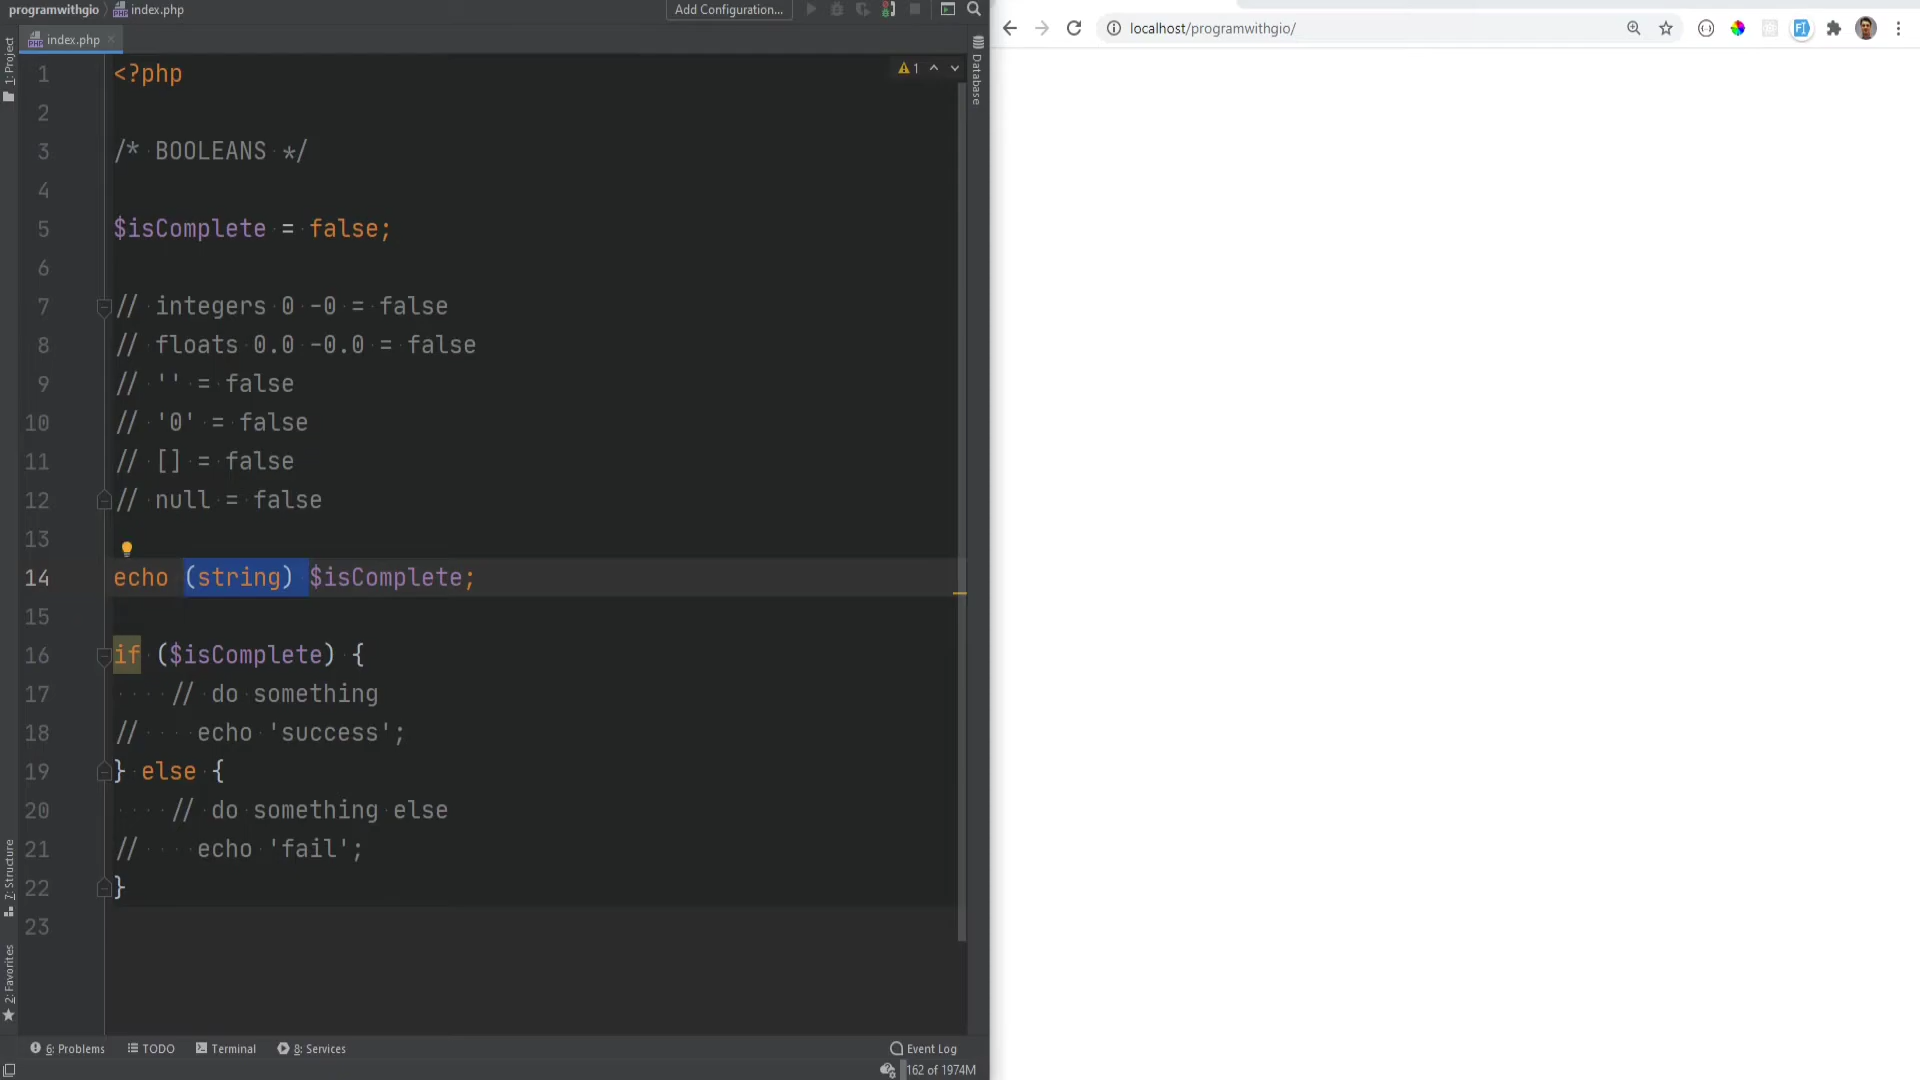 programwithgio
index.php
Add Configuration...
localhost/programwithgio/
index.php
1: Project
Database
1
1 <?php
2
3 /* BOOLEANS */
4
5 $isComplete = false;
6
7 // integers 0 -0 = false
8 // floats 0.0 -0.0 = false
9 // '' = false
10 // '0' = false
11 // [] = false
12 // null = false
13
14 echo (string) $isComplete;
15
16 if ($isComplete) {
17 // do something
18 // echo 'success';
19 } else {
20 // do something else
21 // echo 'fail';
22 }
23
7: Structure
2: Favorites
6: Problems
TODO
Terminal
8: Services
Event Log
162 of 1974M